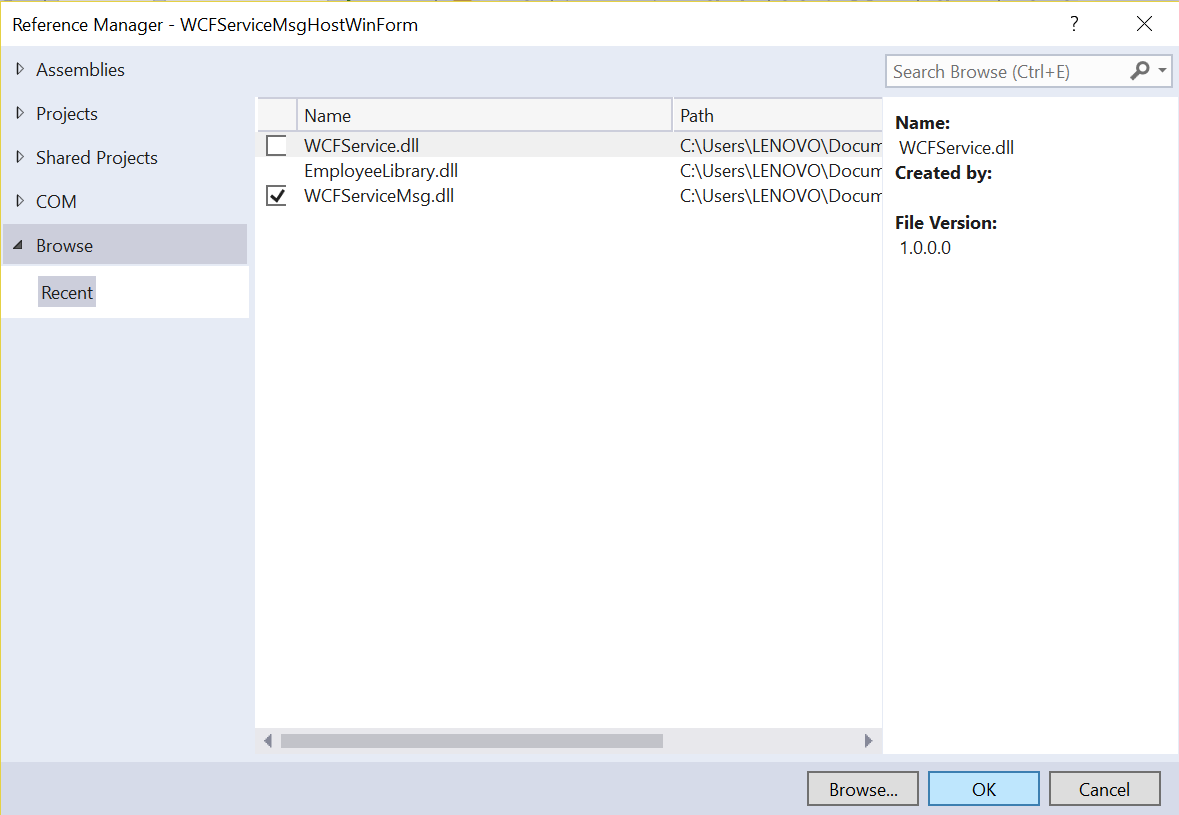 Reference Manager - WCFServiceMsgHostWinForm
?
Assemblies
Projects
Shared Projects
COM
Browse
Recent
Name Path
WCFService.dll C:\Users\LENOVO\Docum
EmployeeLibrary.dll C:\Users\LENOVO\Docum
WCFServiceMsg.dll C:\Users\LENOVO\Docum
Search Browse (Ctrl+E)
Name:
WCFService.dll
Created by:
File Version:
1.0.0.0
Browse... OK Cancel